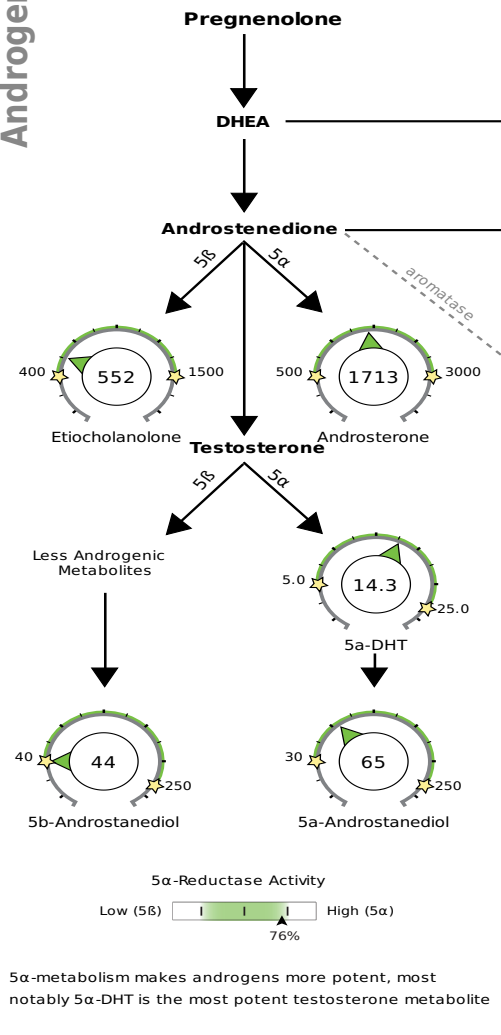 Androgen
Pregnenolone
DHEA
Androstenedione
5ß
5α
aromatase
400
552
1500
Etiocholanolone
500
1713
3000
Androsterone
Testosterone
5ß
5α
Less Androgenic
Metabolites
5.0
14.3
25.0
5a-DHT
40
44
250
5b-Androstanediol
30
65
250
5a-Androstanediol
5α-Reductase Activity
Low (5ß)
High (5α)
76%
5α-metabolism makes androgens more potent, most
notably 5α-DHT is the most potent testosterone metabolite